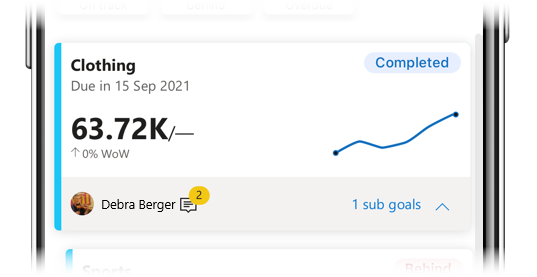 On track Behind Overdue
Clothing Completed
Due in 15 Sep 2021
63.72K/—
↑ 0% WoW
Debra Berger 2 1 sub goals
Sports Behind